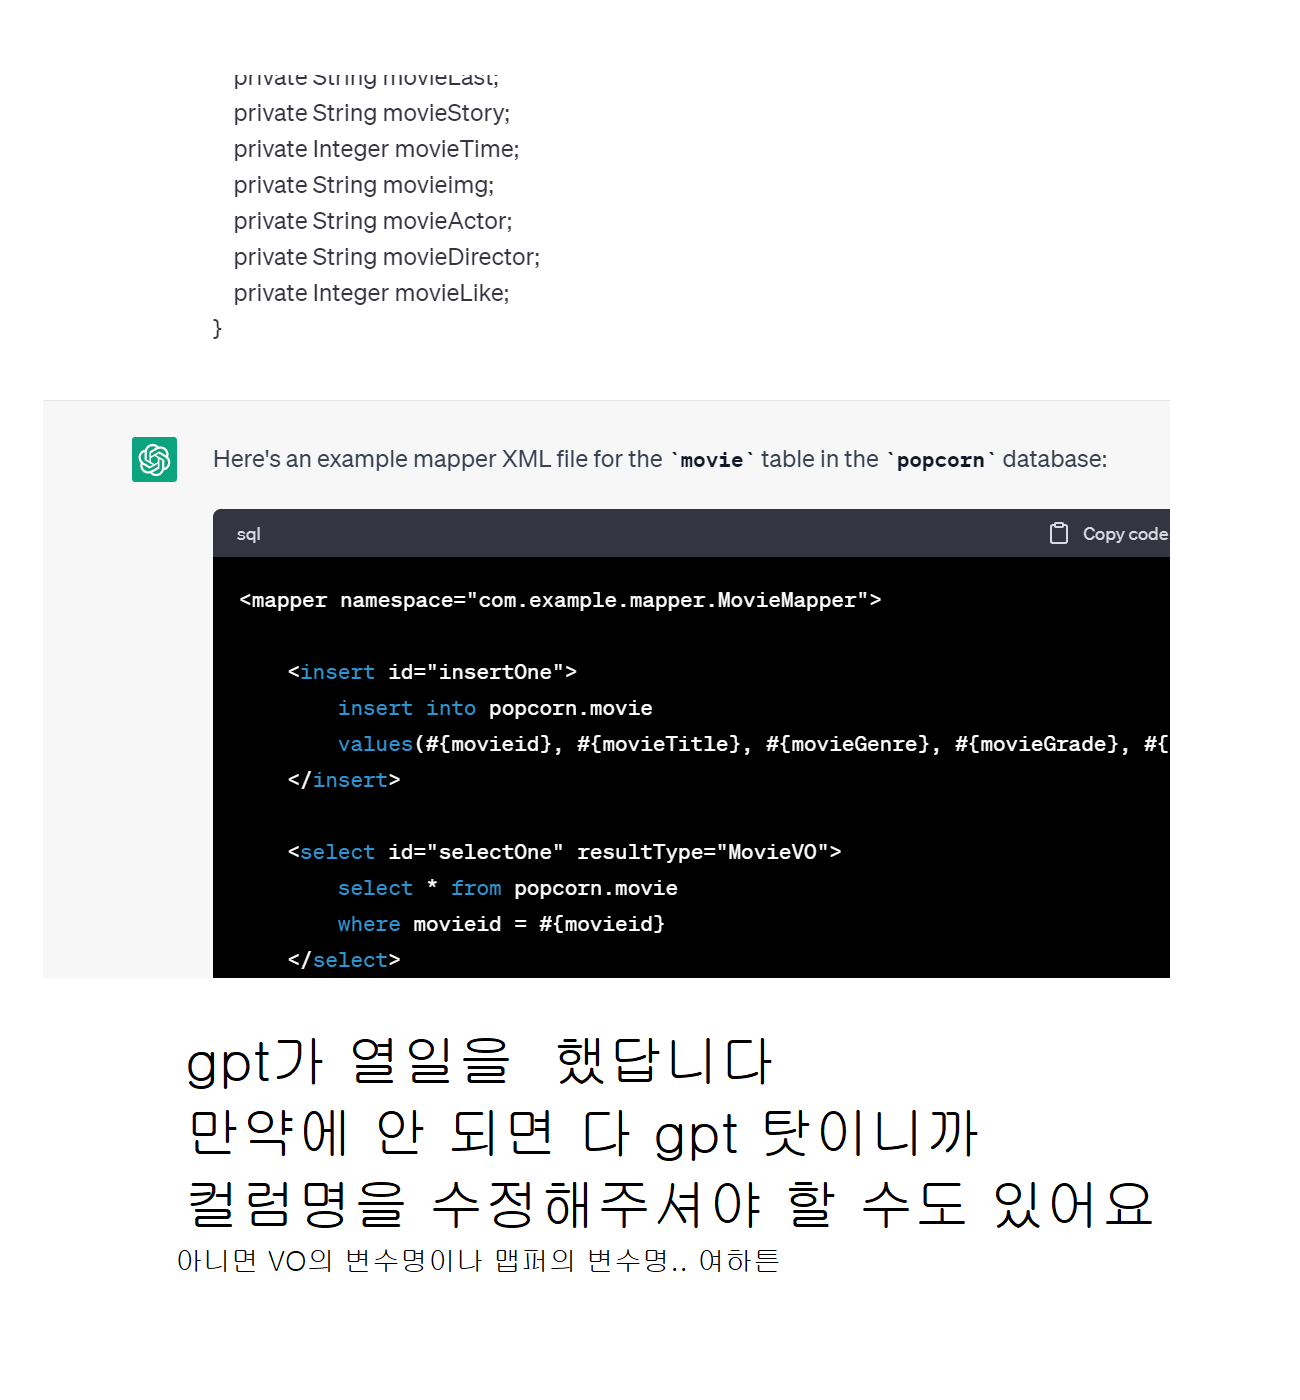 private String movieLast;
private String movieStory;
private Integer movieTime;
private String movieimg;
private String movieActor;
private String movieDirector;
private Integer movieLike;
}
Here's an example mapper XML file for the `movie` table in the `popcorn` database:
sql Copy code
<mapper namespace="com.example.mapper.MovieMapper">
<insert id="insertOne">
insert into popcorn.movie
values(#{movieid}, #{movieTitle}, #{movieGenre}, #{movieGrade}, #{
</insert>
<select id="selectOne" resultType="MovieVO">
select * from popcorn.movie
where movieid = #{movieid}
</select>
gpt가 열일을 했답니다
만약에 안 되면 다 gpt 탓이니까
컬럼명을 수정해주셔야 할 수도 있어요
아니면 VO의 변수명이나 맵퍼의 변수명.. 여하튼